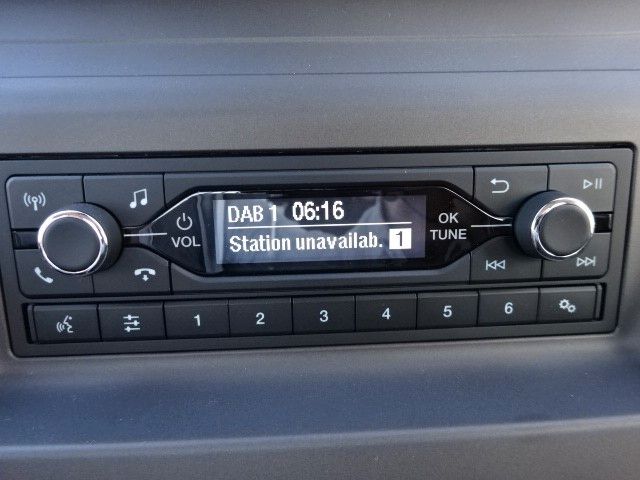 DAB 1 06:16
Station unavailab. 1
VOL
OK
TUNE
1 2 3 4 5 6